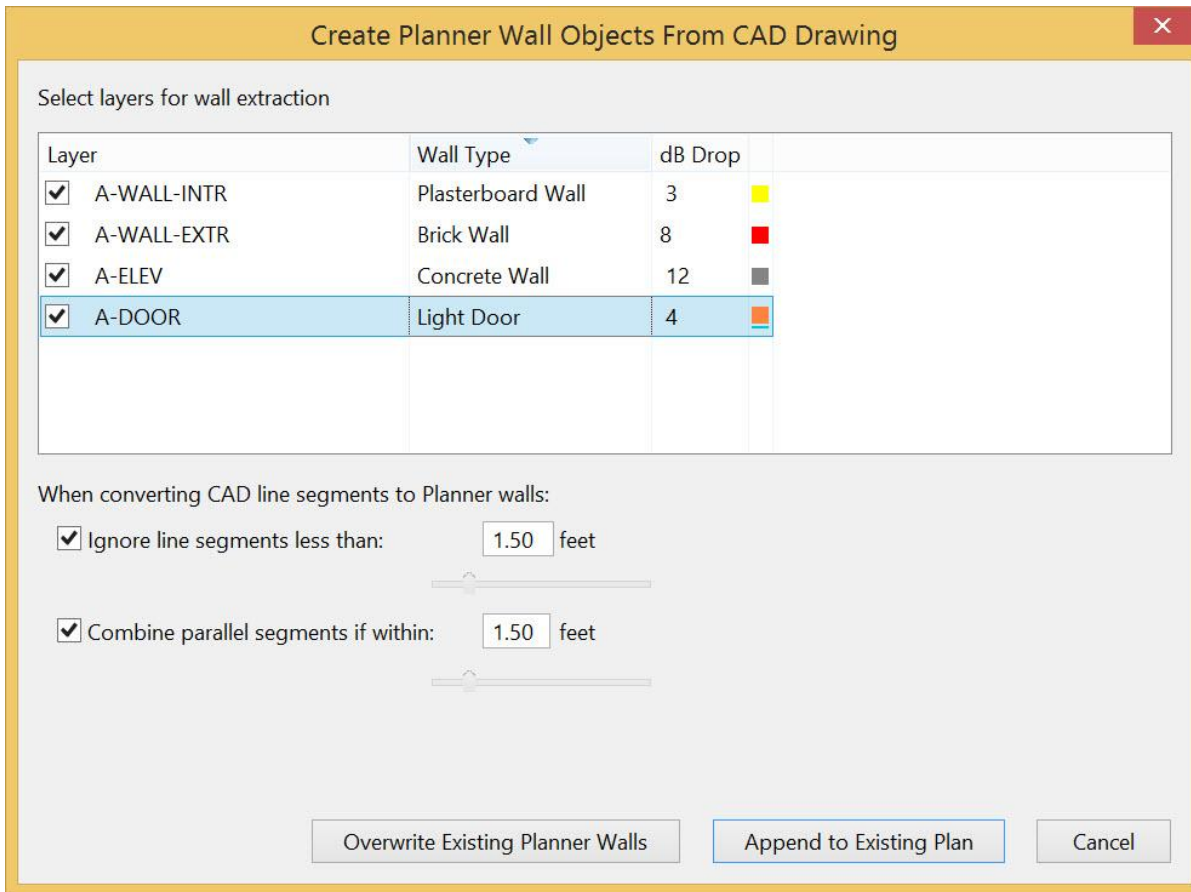 Create Planner Wall Objects From CAD Drawing
Select layers for wall extraction
Layer Wall Type dB Drop
A-WALL-INTR Plasterboard Wall 3
A-WALL-EXTR Brick Wall 8
A-ELEV Concrete Wall 12
A-DOOR Light Door 4
When converting CAD line segments to Planner walls:
Ignore line segments less than: 1.50 feet
Combine parallel segments if within: 1.50 feet
Overwrite Existing Planner Walls Append to Existing Plan Cancel